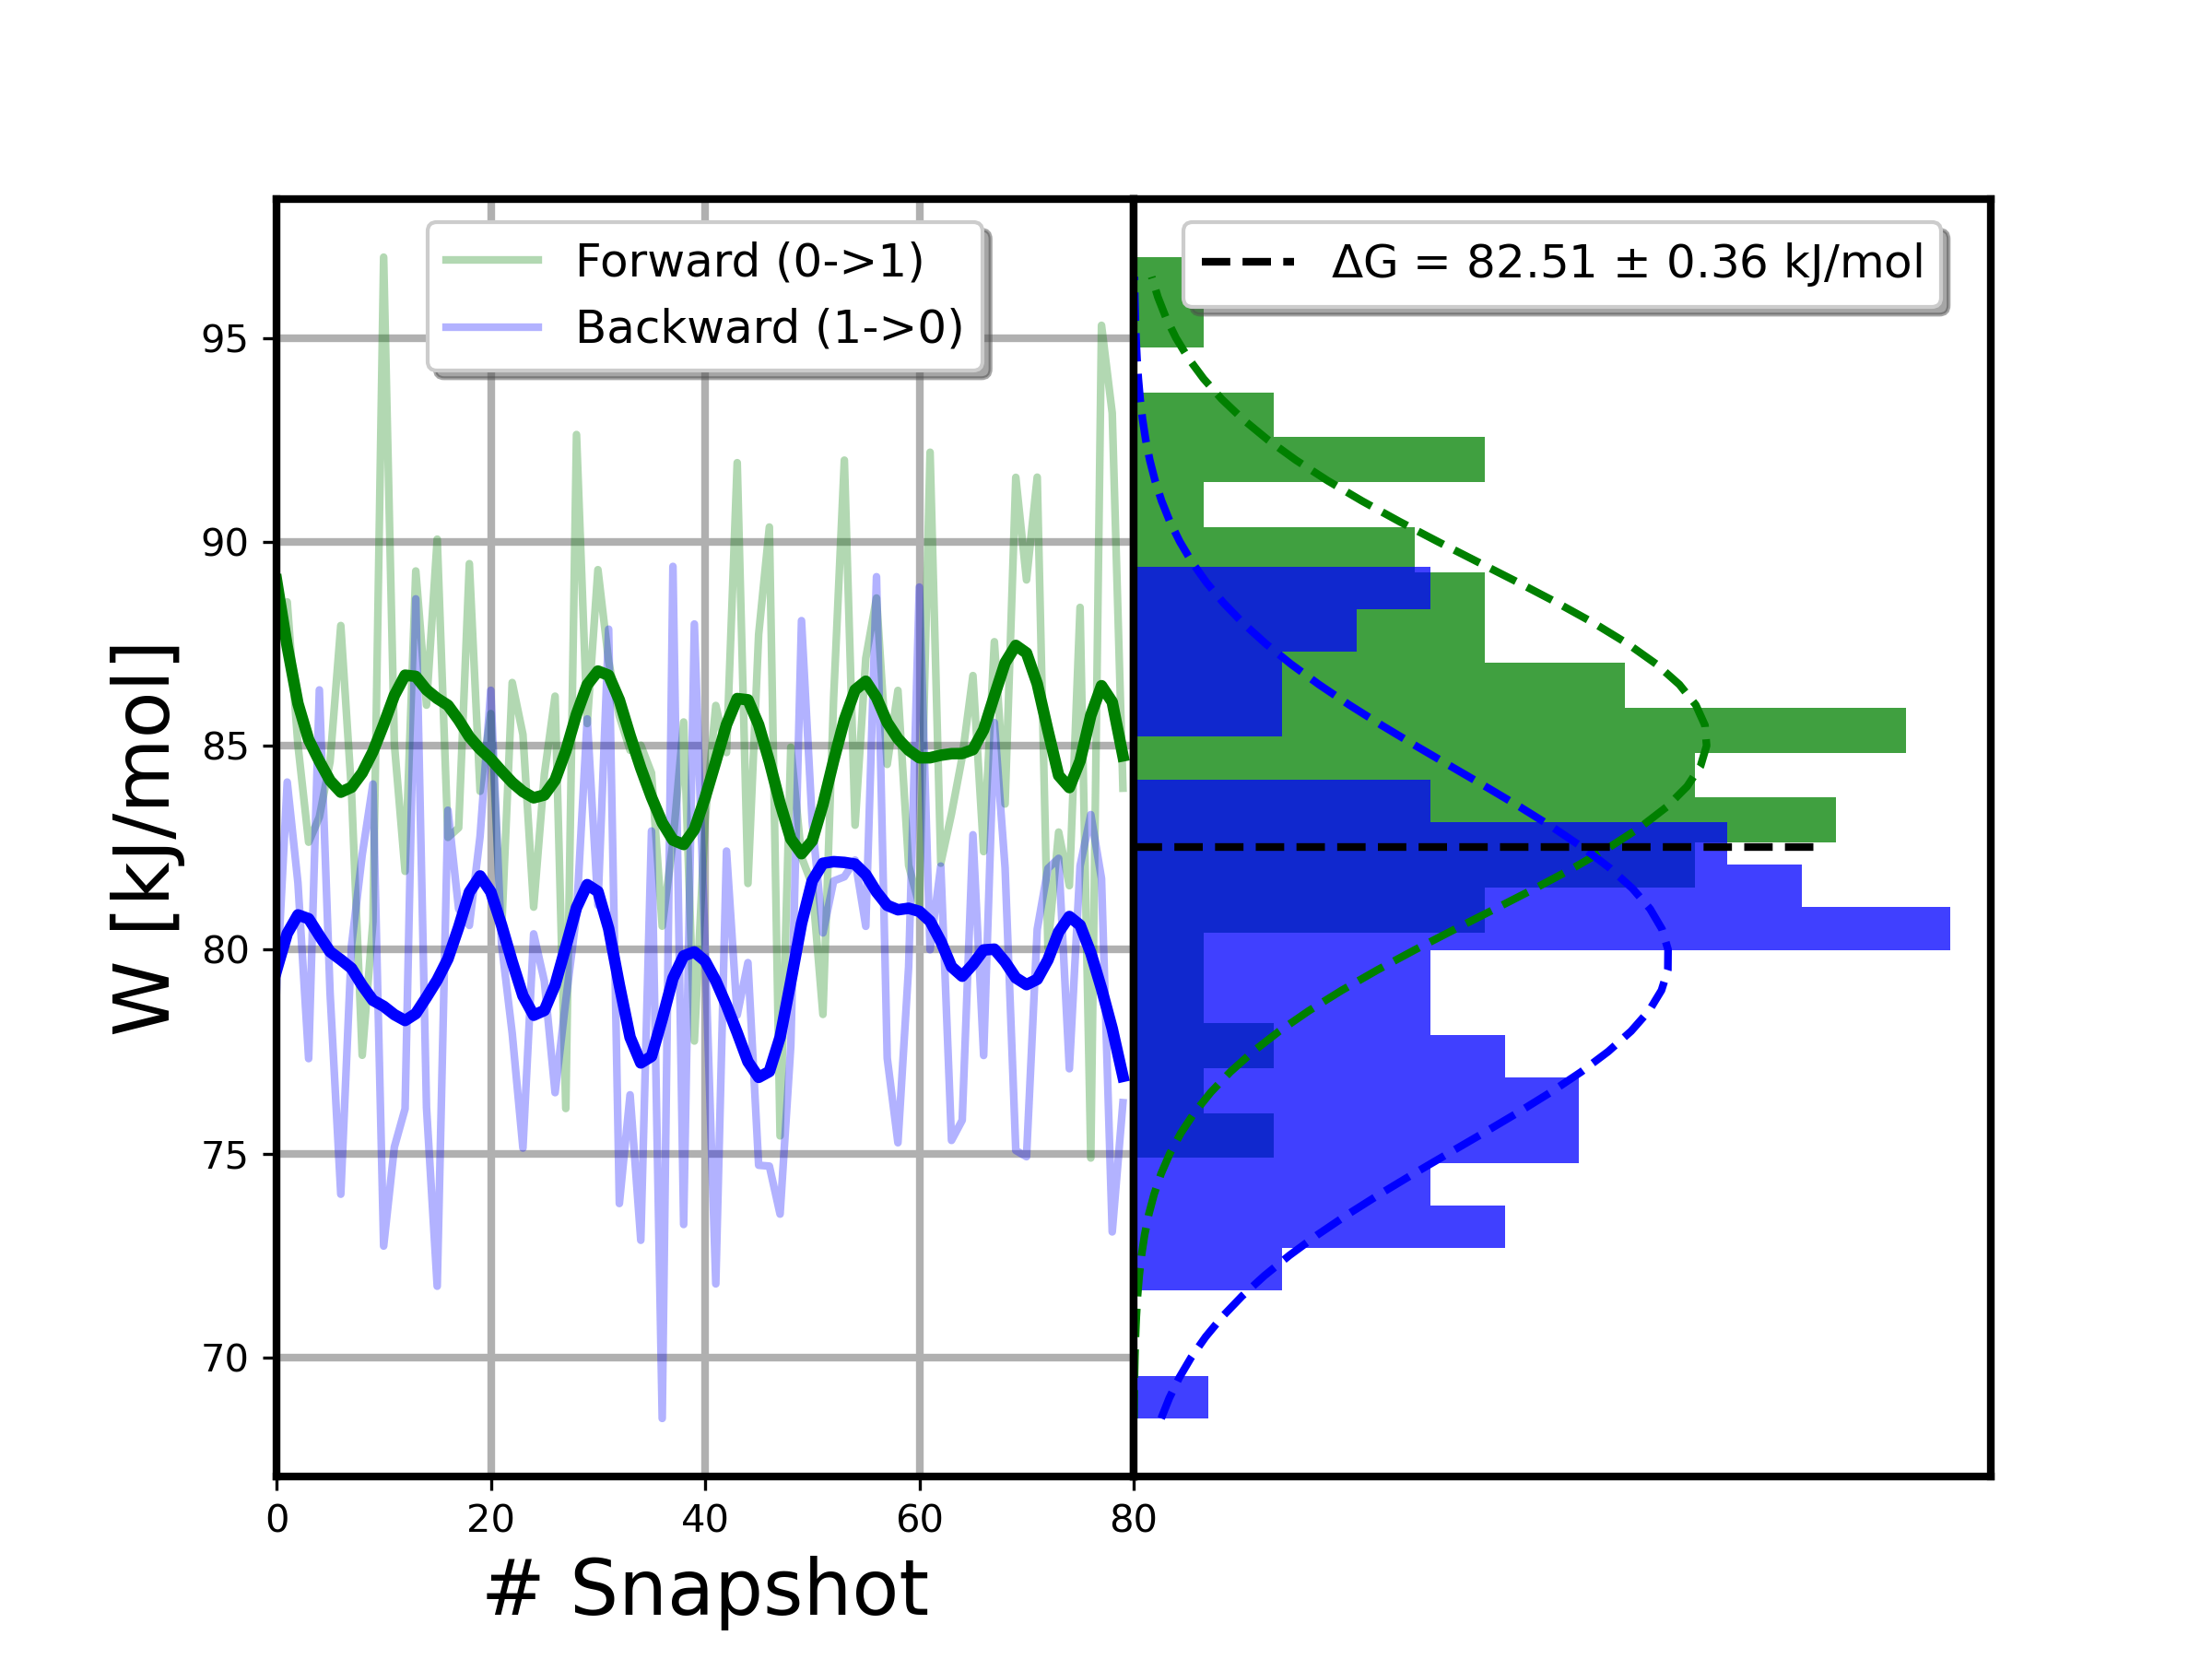 Forward (0->1)
Backward (1->0)
ΔG = 82.51 ± 0.36 kJ/mol
W [kJ/mol]
95
90
85
80
75
70
0 20 40 60 80
# Snapshot